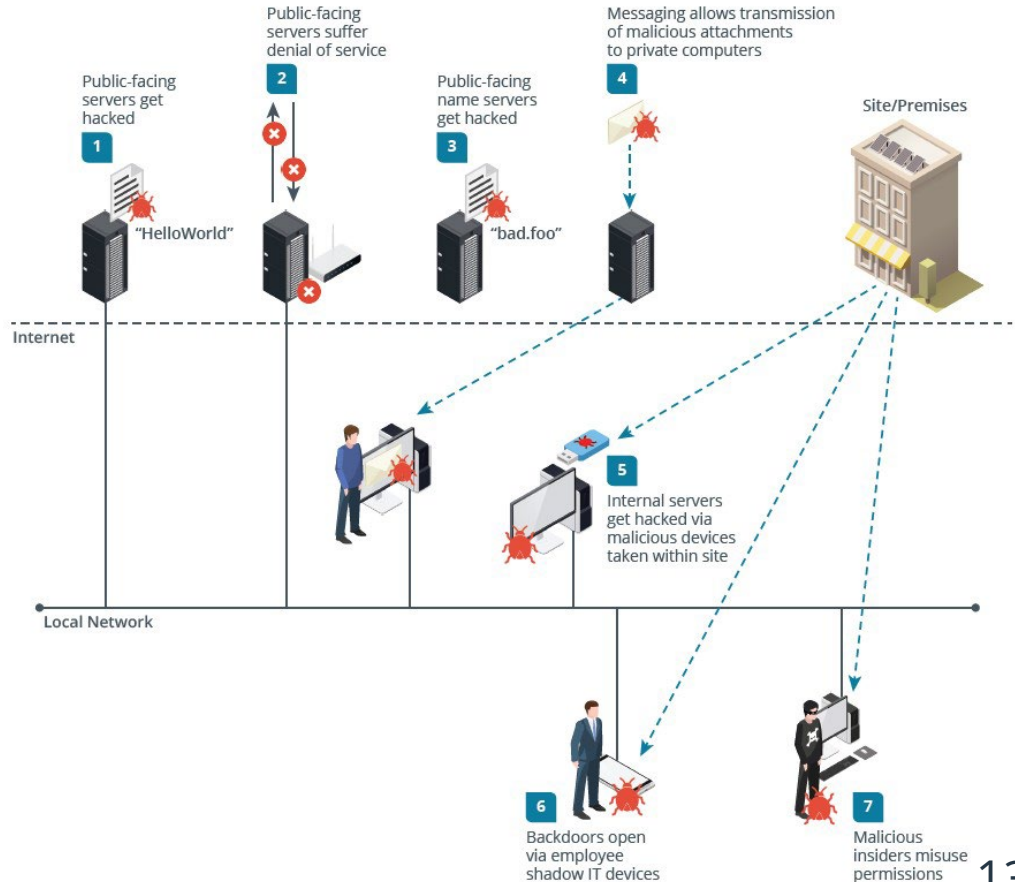 Public-facing
servers get
hacked
1
"HelloWorld"
Public-facing
servers suffer
denial of service
2
Public-facing
name servers
get hacked
3
"bad.foo"
Messaging allows transmission
of malicious attachments
to private computers
4
Site/Premises
Internet
5
Internal servers
get hacked via
malicious devices
taken within site
Local Network
6
Backdoors open
via employee
shadow IT devices
7
Malicious
insiders misuse
permissions